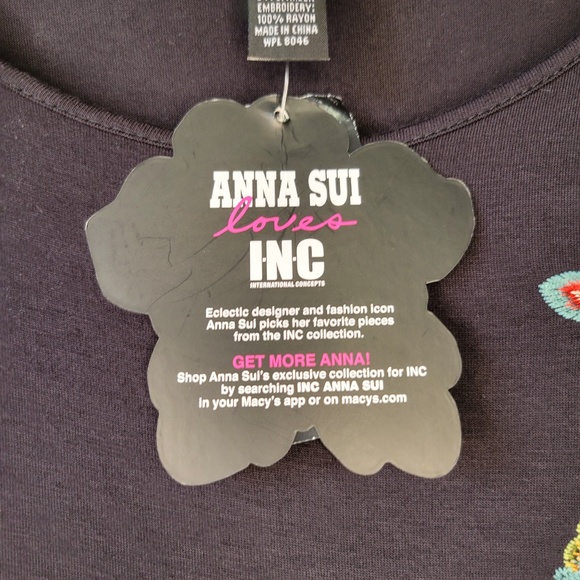 EMBROIDERY:
100% RAYON
MADE IN CHINA
WPL 8046
ANNA SUI
loves
I·N·C
INTERNATIONAL CONCEPTS
Eclectic designer and fashion icon
Anna Sui picks her favorite pieces
from the INC collection.
GET MORE ANNA!
Shop Anna Sui's exclusive collection for INC
by searching INC ANNA SUI
in your Macy's app or on macys.com